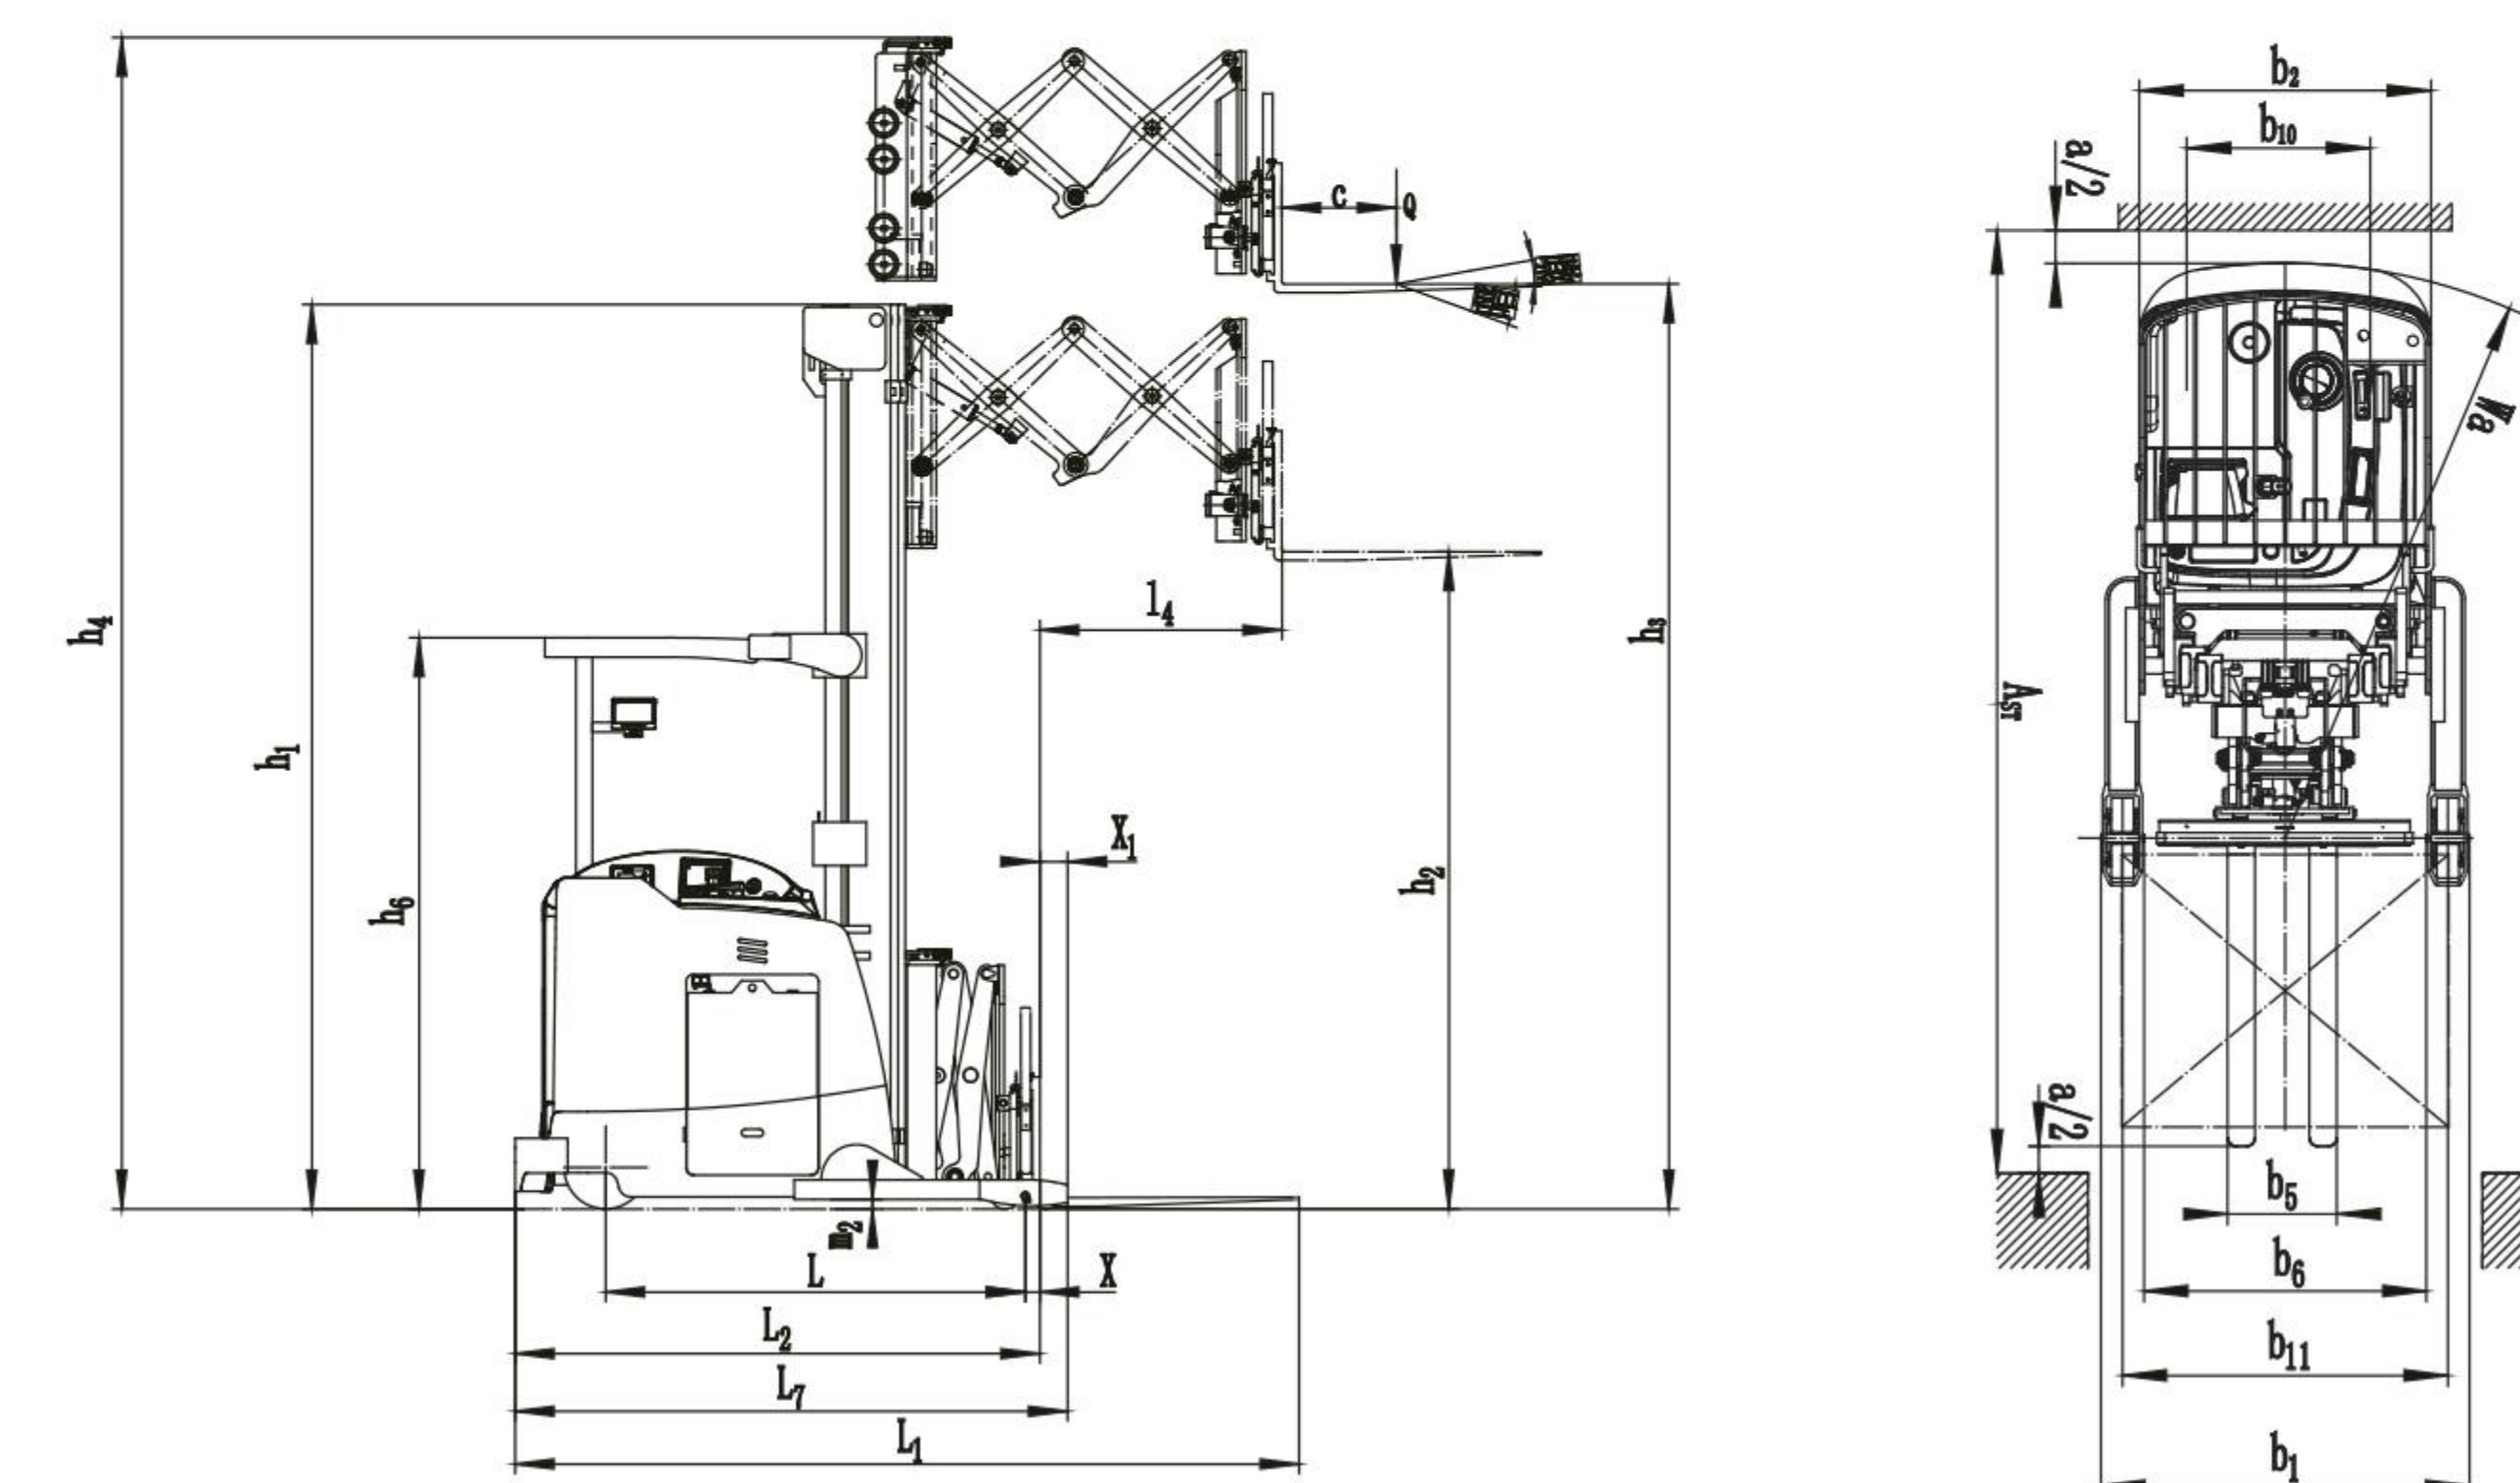 b₂
b₁₀
a/2
C
Q
Wa
h₄
l₄
h₃
h₁
A_ST
X₁
h₂
h₆
a/2
b₅
m₂
L
X
b₆
L₂
b₁₁
L₇
L₁
b₁